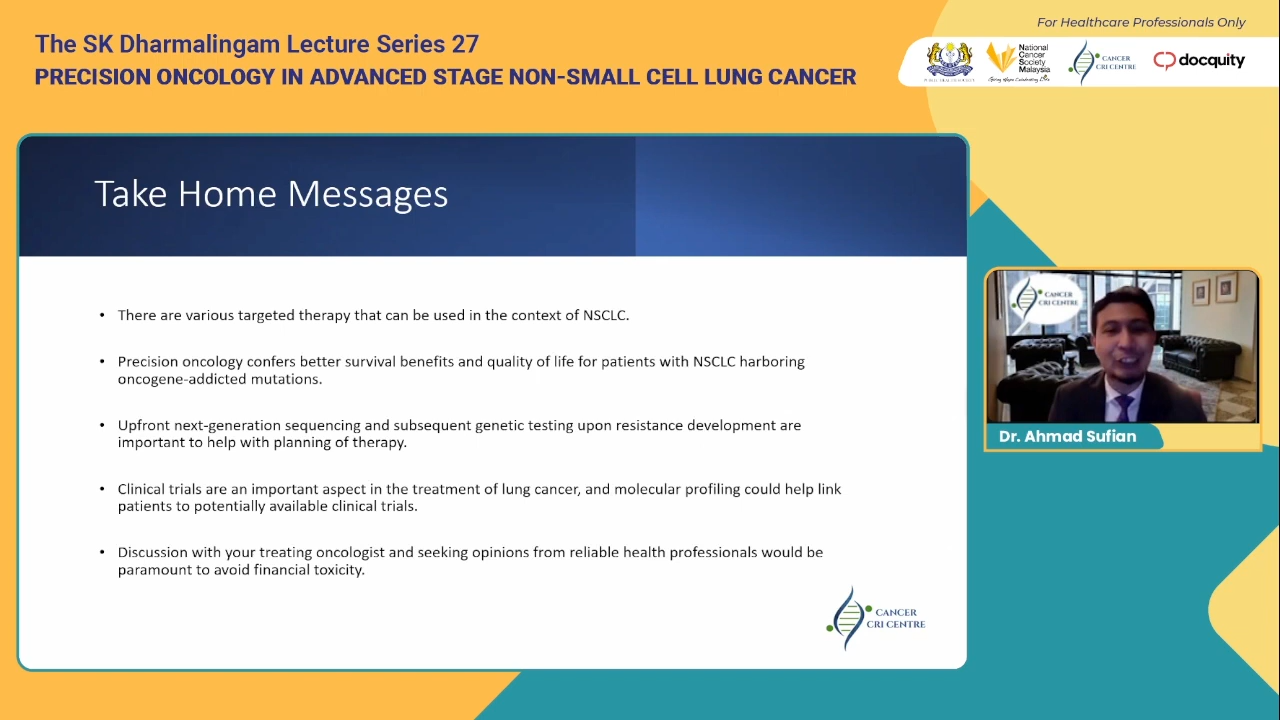 For Healthcare Professionals Only
The SK Dharmalingam Lecture Series 27
PRECISION ONCOLOGY IN ADVANCED STAGE NON-SMALL CELL LUNG CANCER
National
Cancer
Society
Malaysia
CANCER
CRI CENTRE
docquity
Take Home Messages
• There are various targeted therapy that can be used in the context of NSCLC.
• Precision oncology confers better survival benefits and quality of life for patients with NSCLC harboring
oncogene-addicted mutations.
• Upfront next-generation sequencing and subsequent genetic testing upon resistance development are
important to help with planning of therapy.
• Clinical trials are an important aspect in the treatment of lung cancer, and molecular profiling could help link
patients to potentially available clinical trials.
• Discussion with your treating oncologist and seeking opinions from reliable health professionals would be
paramount to avoid financial toxicity.
CANCER
CRI CENTRE
CANCER
CRI CENTRE
Dr. Ahmad Sufian